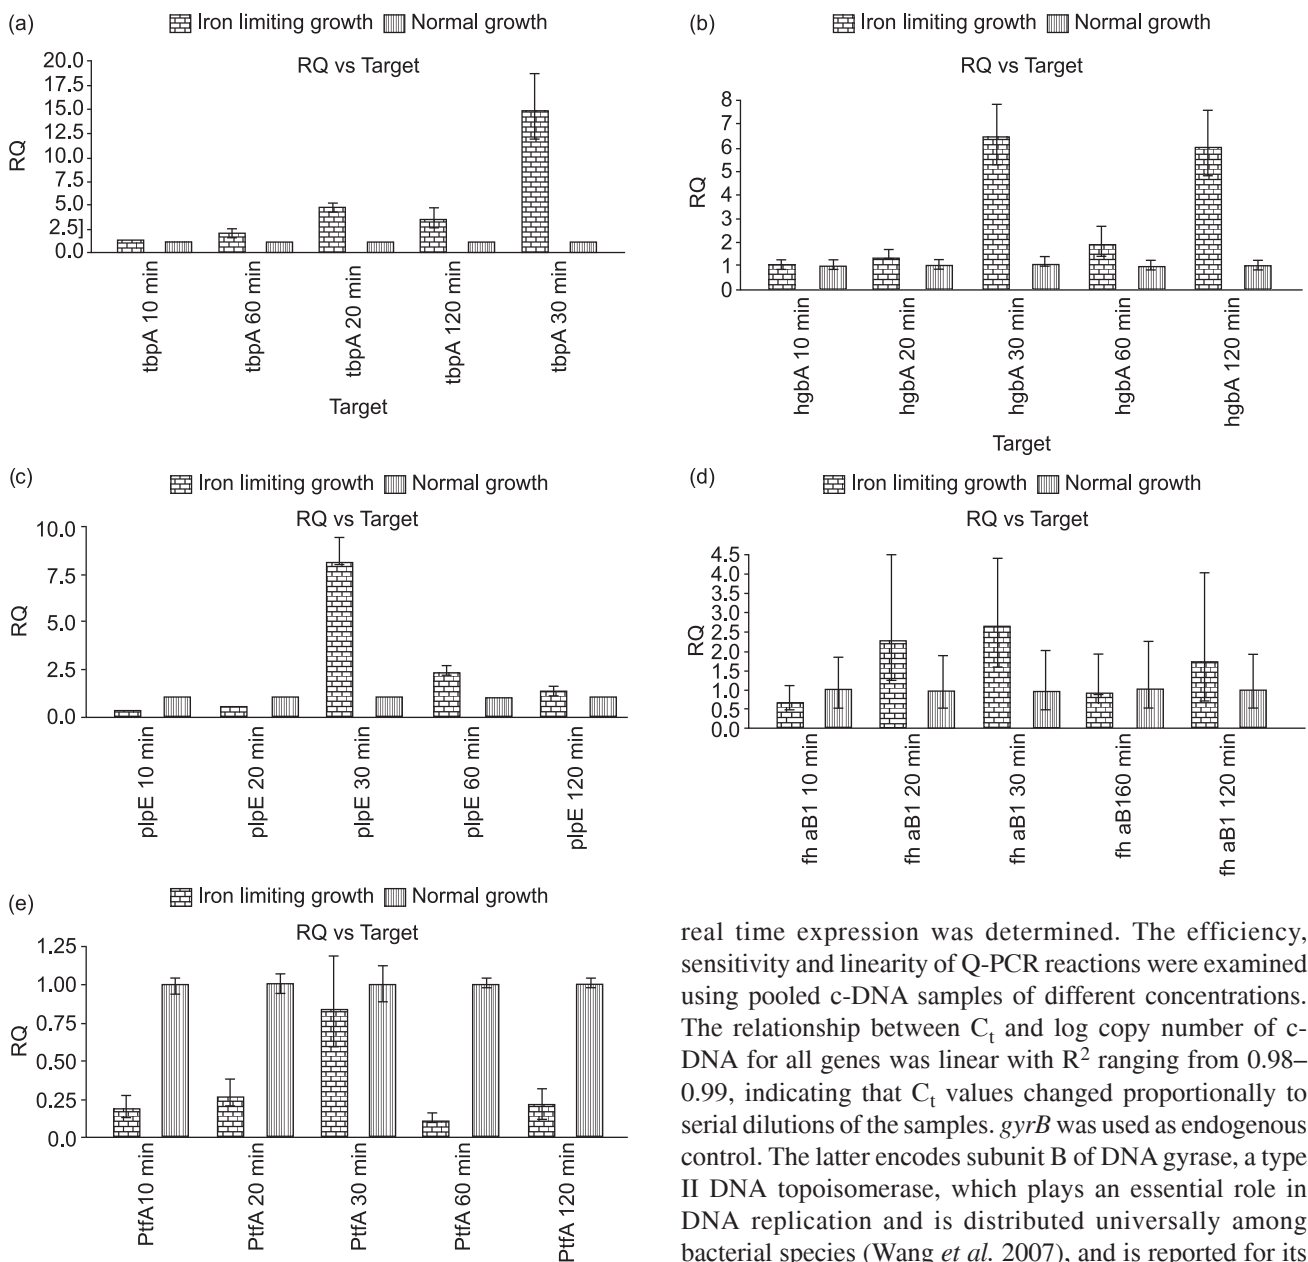 (a)
Iron limiting growth Normal growth
RQ vs Target
20.0
17.5
15.0
12.5
10.0
7.5
5.0
2.5
0.0
RQ
tbpA 10 min
tbpA 60 min
tbpA 20 min
tbpA 120 min
tbpA 30 min
Target
(b)
Iron limiting growth Normal growth
RQ vs Target
8
7
6
5
4
3
2
1
0
RQ
hgbA 10 min
hgbA 20 min
hgbA 30 min
hgbA 60 min
hgbA 120 min
Target
(c)
Iron limiting growth Normal growth
RQ vs Target
10.0
7.5
5.0
2.5
0.0
RQ
plpE 10 min
plpE 20 min
plpE 30 min
plpE 60 min
plpE 120 min
(d)
Iron limiting growth Normal growth
RQ vs Target
4.5
4.0
3.5
3.0
2.5
2.0
1.5
1.0
0.5
0.0
RQ
fh aB1 10 min
fh aB1 20 min
fh aB1 30 min
fh aB160 min
fh aB1 120 min
(e)
Iron limiting growth Normal growth
RQ vs Target
1.25
1.00
0.75
0.50
0.25
0.0
RQ
PtfA10 min
PtfA 20 min
PtfA 30 min
PtfA 60 min
PtfA 120 min
real time expression was determined. The efficiency,
sensitivity and linearity of Q-PCR reactions were examined
using pooled c-DNA samples of different concentrations.
The relationship between Ct and log copy number of c-
DNA for all genes was linear with R2 ranging from 0.98–
0.99, indicating that Ct values changed proportionally to
serial dilutions of the samples. gyrB was used as endogenous
control. The latter encodes subunit B of DNA gyrase, a type
II DNA topoisomerase, which plays an essential role in
DNA replication and is distributed universally among
bacterial species (Wang et al. 2007), and is reported for its